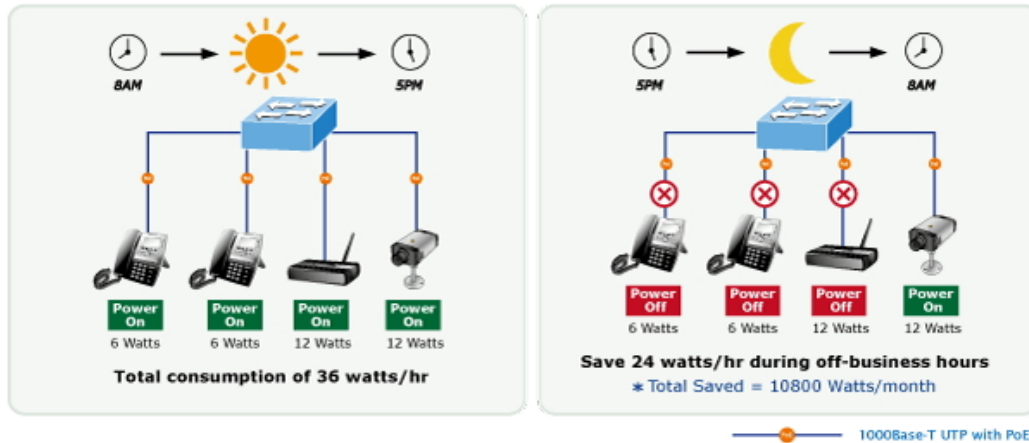 8AM
5PM
Power On
6 Watts
Power On
6 Watts
Power On
12 Watts
Power On
12 Watts
Total consumption of 36 watts/hr
5PM
8AM
Power Off
6 Watts
Power Off
6 Watts
Power Off
12 Watts
Power On
12 Watts
Save 24 watts/hr during off-business hours
* Total Saved = 10800 Watts/month
PoE
1000Base-T UTP with PoE